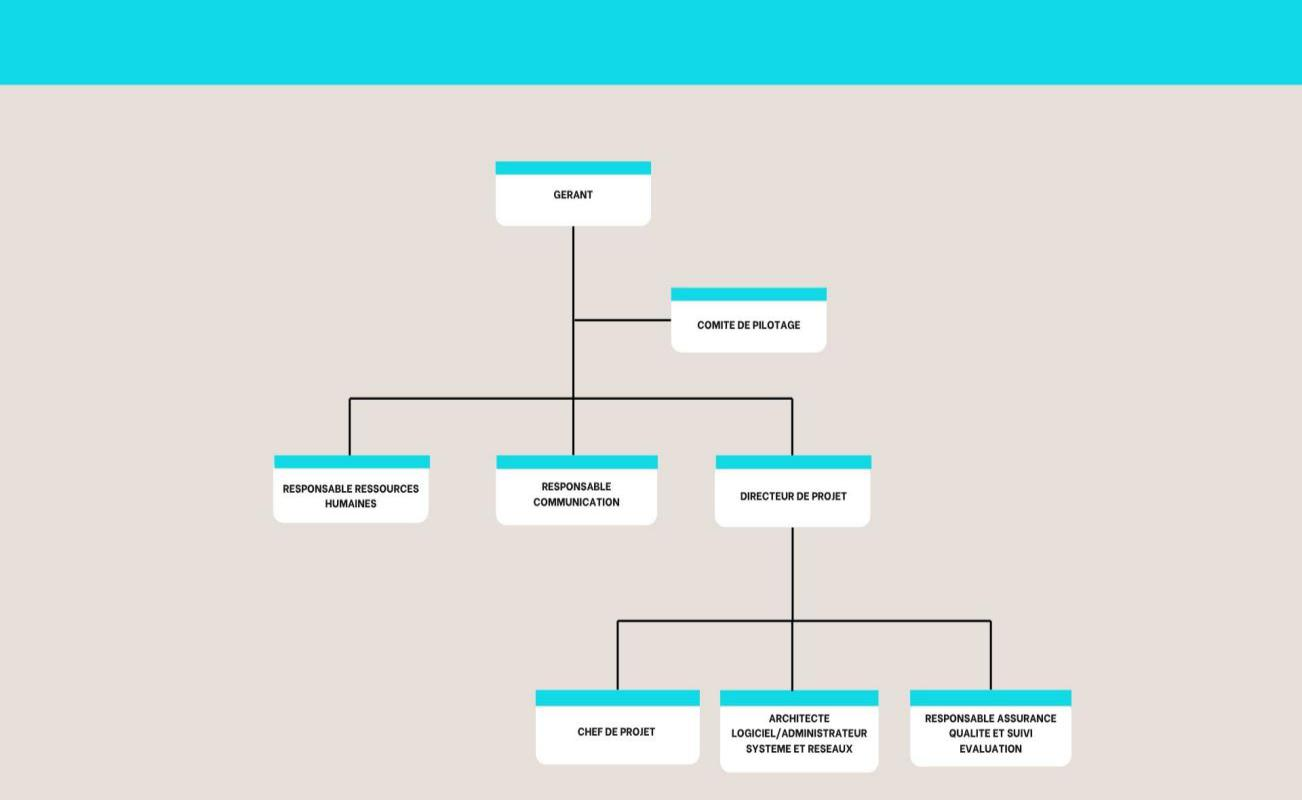 GERANT
COMITE DE PILOTAGE
RESPONSABLE RESSOURCES
HUMAINES
RESPONSABLE
COMMUNICATION
DIRECTEUR DE PROJET
CHEF DE PROJET
ARCHITECTE
LOGICIEL/ADMINISTRATEUR
SYSTEME ET RESEAUX
RESPONSABLE ASSURANCE
QUALITE ET SUIVI
EVALUATION